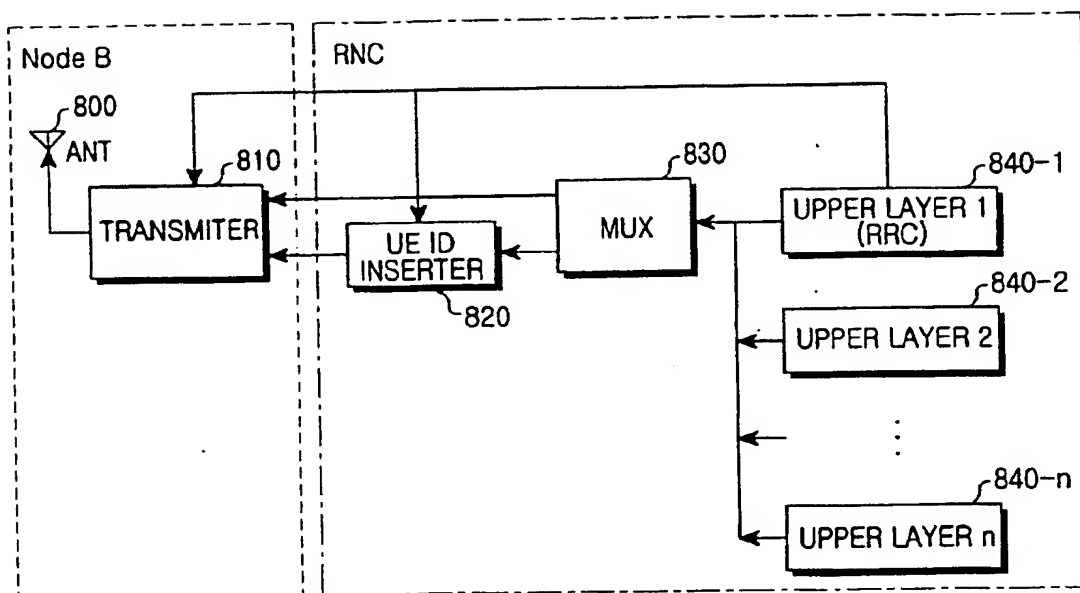 Node B
RNC
800
ANT
810
TRANSMITER
830
MUX
840-1
UPPER LAYER 1
(RRC)
UE ID
INSERTER
820
840-2
UPPER LAYER 2
840-n
UPPER LAYER n